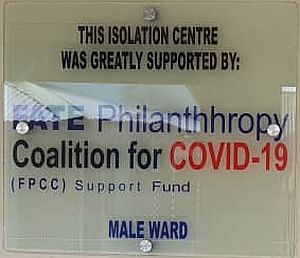 THIS ISOLATION CENTRE
WAS GREATLY SUPPORTED BY:
FATE Philanthhropy
Coalition for COVID-19
(FPCC) Support Fund
MALE WARD